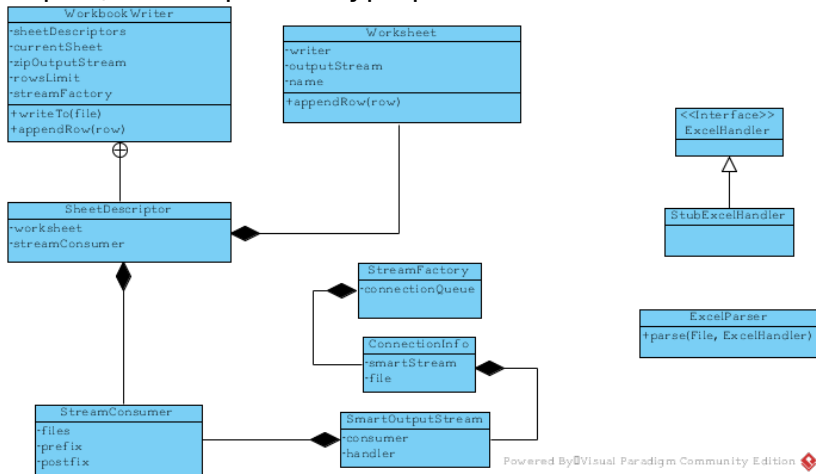 WorkbookWriter
-sheetDescriptors
-currentSheet
-zipOutputStream
-rowsLimit
-streamFactory
+writeTo(file)
+appendRow(row)
Worksheet
-writer
-outputStream
-name
+appendRow(row)
<<Interface>>
ExcelHandler
StubExcelHandler
SheetDescriptor
-worksheet
-streamConsumer
StreamFactory
-connectionQueue
ExcelParser
+parse(File, ExcelHandler)
ConnectionInfo
-smartStream
-file
StreamConsumer
-files
-prefix
-postfix
SmartOutputStream
-consumer
-handler
Powered By Visual Paradigm Community Edition